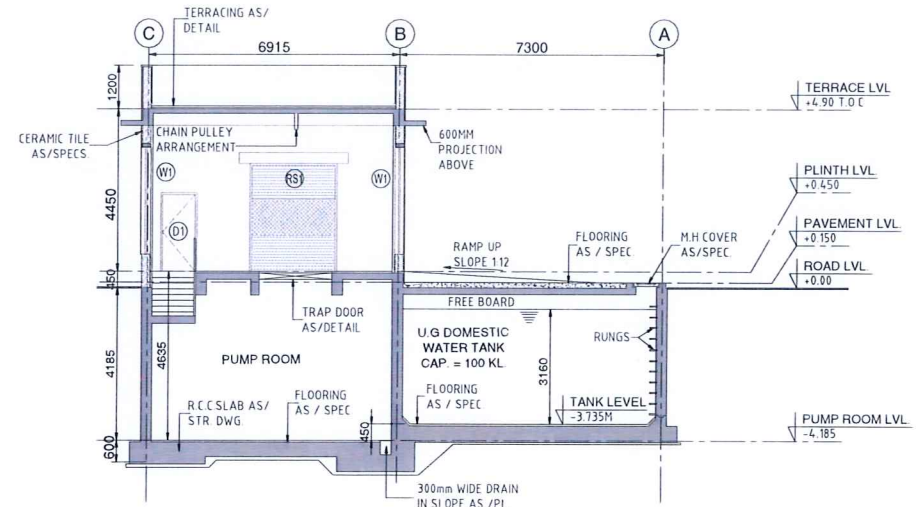 TERRACING AS/
DETAIL
C
B
A
6915
7300
1200
TERRACE LVL
+4.90 T.O.C
CERAMIC TILE
AS/SPECS.
CHAIN PULLEY
ARRANGEMENT
600MM
PROJECTION
ABOVE
W1
RS1
W1
PLINTH LVL.
+0.450
4450
D1
PAVEMENT LVL.
+0.150
RAMP UP
SLOPE 1:12
FLOORING
AS / SPEC
M.H COVER
AS/SPEC.
ROAD LVL.
+0.00
450
FREE BOARD
TRAP DOOR
AS/DETAIL
U.G DOMESTIC
WATER TANK
CAP. = 100 KL.
RUNGS
4185
4635
PUMP ROOM
3160
R.C.C SLAB AS/
STR. DWG.
FLOORING
AS / SPEC
FLOORING
AS / SPEC
TANK LEVEL
-3.735M
450
PUMP ROOM LVL.
-4.185
600
300mm WIDE DRAIN
IN SLOPE AS /PL